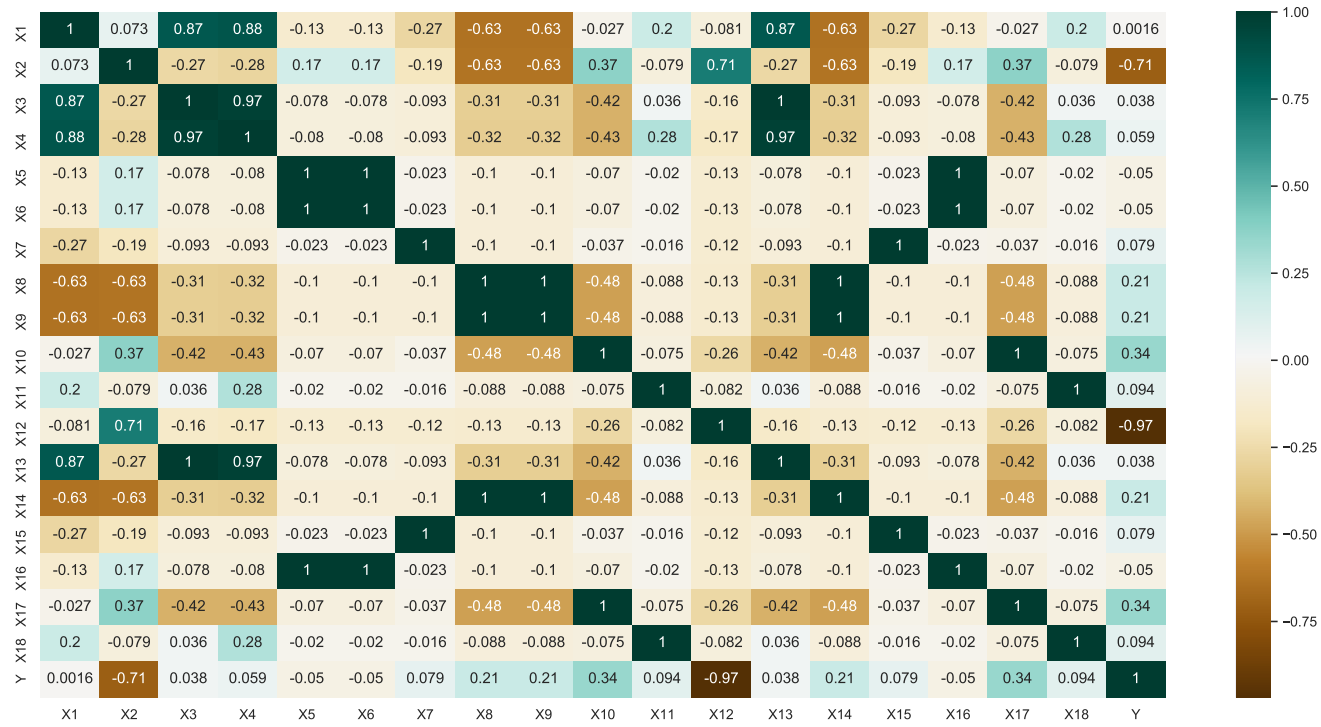 X1 1 0.073 0.87 0.88 -0.13 -0.13 -0.27 -0.63 -0.63 -0.027 0.2 -0.081 0.87 -0.63 -0.27 -0.13 -0.027 0.2 0.0016
X2 0.073 1 -0.27 -0.28 0.17 0.17 -0.19 -0.63 -0.63 0.37 -0.079 0.71 -0.27 -0.63 -0.19 0.17 0.37 -0.079 -0.71
X3 0.87 -0.27 1 0.97 -0.078 -0.078 -0.093 -0.31 -0.31 -0.42 0.036 -0.16 1 -0.31 -0.093 -0.078 -0.42 0.036 0.038
X4 0.88 -0.28 0.97 1 -0.08 -0.08 -0.093 -0.32 -0.32 -0.43 0.28 -0.17 0.97 -0.32 -0.093 -0.08 -0.43 0.28 0.059
X5 -0.13 0.17 -0.078 -0.08 1 1 -0.023 -0.1 -0.1 -0.07 -0.02 -0.13 -0.078 -0.1 -0.023 1 -0.07 -0.02 -0.05
X6 -0.13 0.17 -0.078 -0.08 1 1 -0.023 -0.1 -0.1 -0.07 -0.02 -0.13 -0.078 -0.1 -0.023 1 -0.07 -0.02 -0.05
X7 -0.27 -0.19 -0.093 -0.093 -0.023 -0.023 1 -0.1 -0.1 -0.037 -0.016 -0.12 -0.093 -0.1 1 -0.023 -0.037 -0.016 0.079
X8 -0.63 -0.63 -0.31 -0.32 -0.1 -0.1 -0.1 1 1 -0.48 -0.088 -0.13 -0.31 1 -0.1 -0.1 -0.48 -0.088 0.21
X9 -0.63 -0.63 -0.31 -0.32 -0.1 -0.1 -0.1 1 1 -0.48 -0.088 -0.13 -0.31 1 -0.1 -0.1 -0.48 -0.088 0.21
X10 -0.027 0.37 -0.42 -0.43 -0.07 -0.07 -0.037 -0.48 -0.48 1 -0.075 -0.26 -0.42 -0.48 -0.037 -0.07 1 -0.075 0.34
X11 0.2 -0.079 0.036 0.28 -0.02 -0.02 -0.016 -0.088 -0.088 -0.075 1 -0.082 0.036 -0.088 -0.016 -0.02 -0.075 1 0.094
X12 -0.081 0.71 -0.16 -0.17 -0.13 -0.13 -0.12 -0.13 -0.13 -0.26 -0.082 1 -0.16 -0.13 -0.12 -0.13 -0.26 -0.082 -0.97
X13 0.87 -0.27 1 0.97 -0.078 -0.078 -0.093 -0.31 -0.31 -0.42 0.036 -0.16 1 -0.31 -0.093 -0.078 -0.42 0.036 0.038
X14 -0.63 -0.63 -0.31 -0.32 -0.1 -0.1 -0.1 1 1 -0.48 -0.088 -0.13 -0.31 1 -0.1 -0.1 -0.48 -0.088 0.21
X15 -0.27 -0.19 -0.093 -0.093 -0.023 -0.023 1 -0.1 -0.1 -0.037 -0.016 -0.12 -0.093 -0.1 1 -0.023 -0.037 -0.016 0.079
X16 -0.13 0.17 -0.078 -0.08 1 1 -0.023 -0.1 -0.1 -0.07 -0.02 -0.13 -0.078 -0.1 -0.023 1 -0.07 -0.02 -0.05
X17 -0.027 0.37 -0.42 -0.43 -0.07 -0.07 -0.037 -0.48 -0.48 1 -0.075 -0.26 -0.42 -0.48 -0.037 -0.07 1 -0.075 0.34
X18 0.2 -0.079 0.036 0.28 -0.02 -0.02 -0.016 -0.088 -0.088 -0.075 1 -0.082 0.036 -0.088 -0.016 -0.02 -0.075 1 0.094
Y 0.0016 -0.71 0.038 0.059 -0.05 -0.05 0.079 0.21 0.21 0.34 0.094 -0.97 0.038 0.21 0.079 -0.05 0.34 0.094 1
X1 X2 X3 X4 X5 X6 X7 X8 X9 X10 X11 X12 X13 X14 X15 X16 X17 X18 Y
1.00
0.75
0.50
0.25
0.00
−0.25
−0.50
−0.75